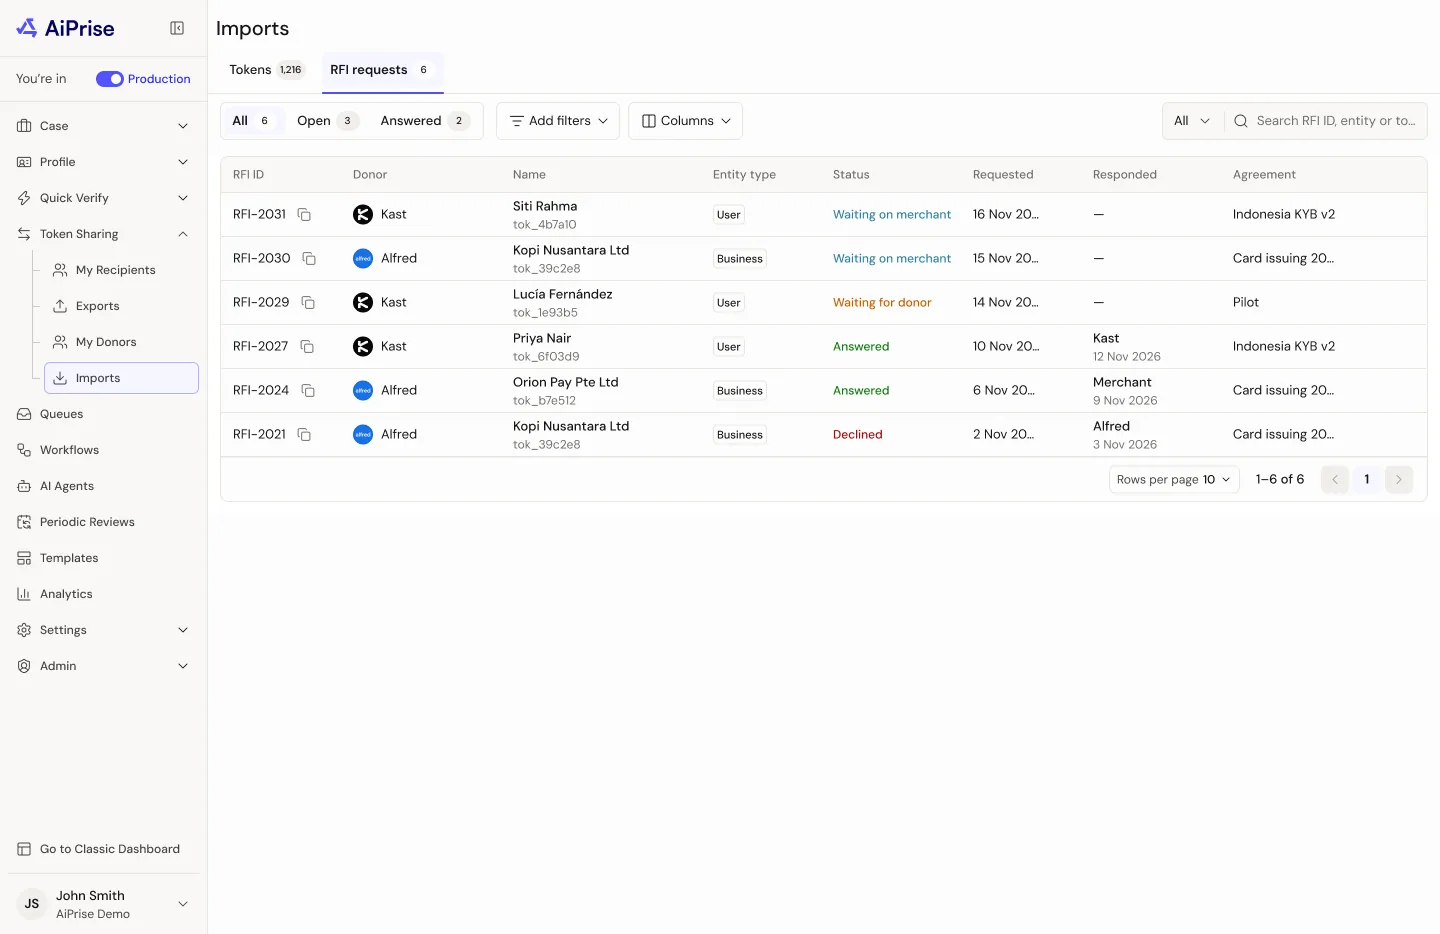 AiPrise
You're in
Production
Case
Profile
Quick Verify
Token Sharing
My Recipients
Exports
My Donors
Imports
Queues
Workflows
AI Agents
Periodic Reviews
Templates
Analytics
Settings
Admin
Go to Classic Dashboard
JS
John Smith
AiPrise Demo
Imports
Tokens 1,216
RFI requests 6
All 6
Open 3
Answered 2
Add filters
Columns
All
Search RFI ID, entity or to...
RFI ID Donor Name Entity type Status Requested Responded Agreement
RFI-2031 Kast Siti Rahma User Waiting on merchant 16 Nov 20... — Indonesia KYB v2
tok_4b7a10
RFI-2030 alfred Alfred Kopi Nusantara Ltd Business Waiting on merchant 15 Nov 20... — Card issuing 20...
tok_39c2e8
RFI-2029 Kast Lucía Fernández User Waiting for donor 14 Nov 20... — Pilot
tok_1e93b5
RFI-2027 Kast Priya Nair User Answered 10 Nov 20... Kast Indonesia KYB v2
tok_6f03d9 12 Nov 2026
RFI-2024 alfred Alfred Orion Pay Pte Ltd Business Answered 6 Nov 20... Merchant Card issuing 20...
tok_b7e512 9 Nov 2026
RFI-2021 alfred Alfred Kopi Nusantara Ltd Business Declined 2 Nov 20... Alfred Card issuing 20...
tok_39c2e8 3 Nov 2026
Rows per page 10
1–6 of 6
1